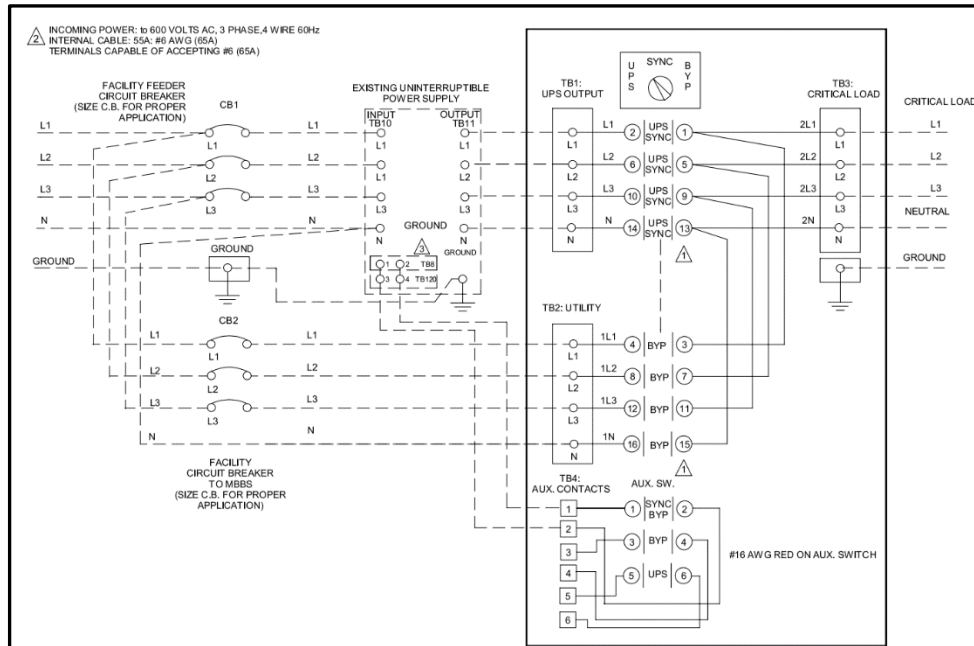 2 INCOMING POWER: to 600 VOLTS AC, 3 PHASE,4 WIRE 60Hz
INTERNAL CABLE: 55A: #6 AWG (65A)
TERMINALS CAPABLE OF ACCEPTING #6 (65A)
FACILITY FEEDER
CIRCUIT BREAKER
(SIZE C.B. FOR PROPER
APPLICATION)
CB1
L1
L1
L1
L2
L2
L2
L3
L3
L3
N
N
GROUND
GROUND
EXISTING UNINTERRUPTIBLE
POWER SUPPLY
INPUT
TB10
OUTPUT
TB11
L1
L1
L1
L2
L3
L3
N
N
GROUND
3
GROUND
1
2
TB8
3
4
TB120
CB2
L1
L1
L1
L2
L2
L2
L3
L3
L3
N
N
FACILITY
CIRCUIT BREAKER
TO MBBS
(SIZE C.B. FOR PROPER
APPLICATION)
UPS
SYNC
BYP
TB1:
UPS OUTPUT
L1
L2
L3
N
L1
2
UPS
SYNC
1
L2
6
UPS
SYNC
5
L3
10
UPS
SYNC
9
N
14
UPS
SYNC
13
1
2L1
2L2
2L3
2N
TB3:
CRITICAL LOAD
L1
L2
L3
N
CRITICAL LOAD
L1
L2
L3
NEUTRAL
GROUND
TB2: UTILITY
L1
L2
L3
N
1L1
4
BYP
3
1L2
8
BYP
7
1L3
12
BYP
11
1N
16
BYP
15
1
TB4:
AUX. CONTACTS
1
2
3
4
5
6
AUX. SW.
1
SYNC
BYP
2
3
BYP
4
5
UPS
6
#16 AWG RED ON AUX. SWITCH